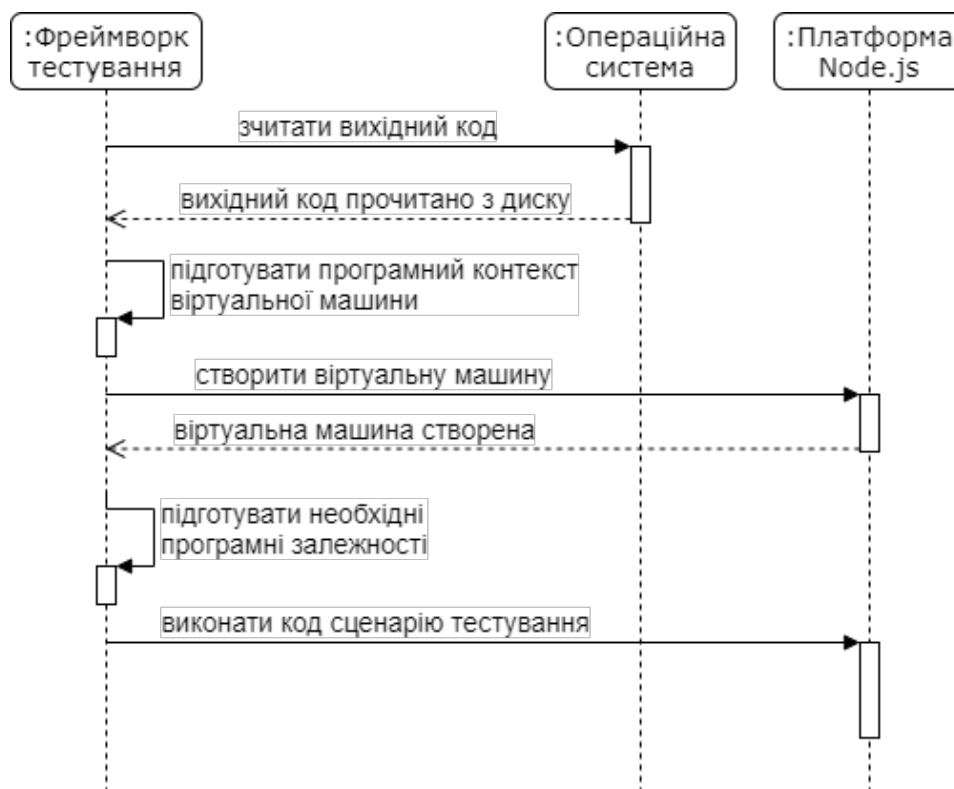 :Фреймворк
тестування
:Операційна
система
:Платформа
Node.js
зчитати вихідний код
вихідний код прочитано з диску
підготувати програмний контекст
віртуальної машини
створити віртуальну машину
віртуальна машина створена
підготувати необхідні
програмні залежності
виконати код сценарію тестування